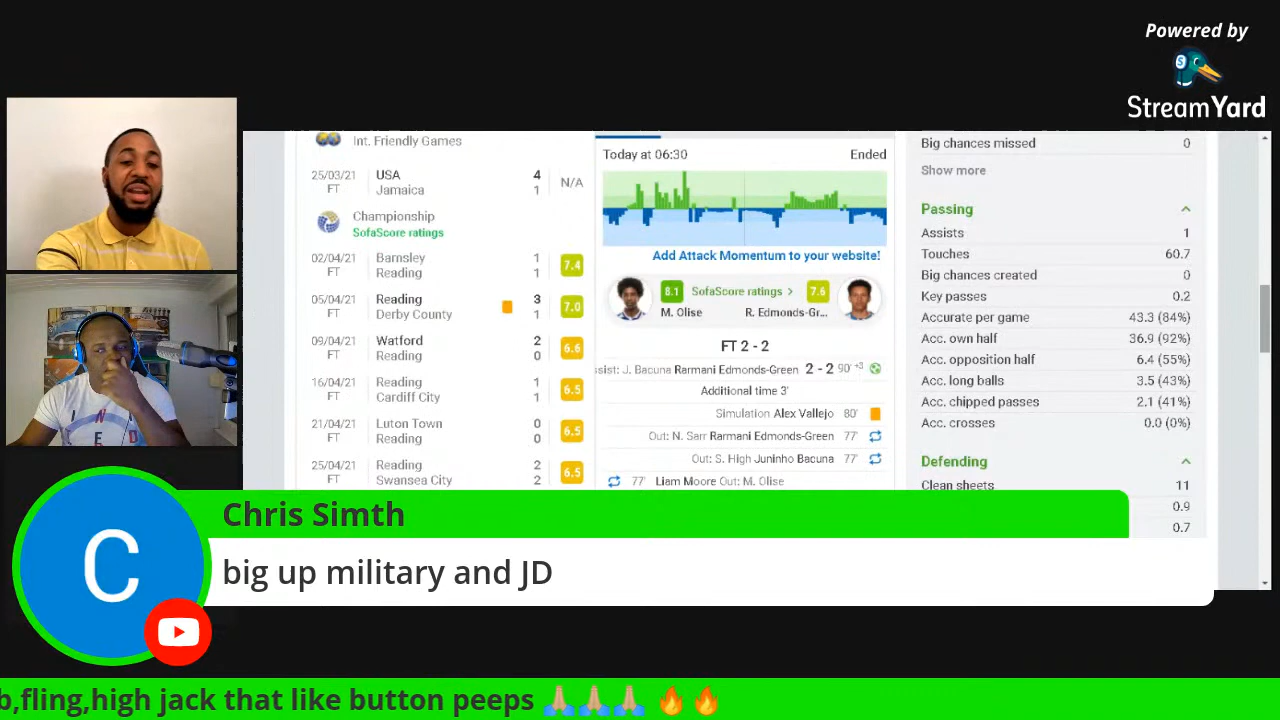 Powered by
StreamYard
Int. Friendly Games
25/03/21 USA 4
FT Jamaica 1 N/A
Championship
SofaScore ratings
02/04/21 Barnsley 1 7.4
FT Reading 1
05/04/21 Reading 3 7.0
FT Derby County 1
09/04/21 Watford 2 6.6
FT Reading 0
16/04/21 Reading 1 6.5
FT Cardiff City 1
21/04/21 Luton Town 0 6.5
FT Reading 0
25/04/21 Reading 2 6.5
FT Swansea City 2
Today at 06:30 Ended
Add Attack Momentum to your website!
8.1 SofaScore ratings > 7.6
M. Olise R. Edmonds-Gr...
FT 2 - 2
sist: J. Bacuna Rarmani Edmonds-Green 2 - 2 90'+3
Additional time 3'
Simulation Alex Vallejo 80'
Out: N. Sarr Rarmani Edmonds-Green 77'
Out: S. High Juninho Bacuna 77'
77' Liam Moore Out: M. Olise
Big chances missed 0
Show more
Passing
Assists 1
Touches 60.7
Big chances created 0
Key passes 0.2
Accurate per game 43.3 (84%)
Acc. own half 36.9 (92%)
Acc. opposition half 6.4 (55%)
Acc. long balls 3.5 (43%)
Acc. chipped passes 2.1 (41%)
Acc. crosses 0.0 (0%)
Defending
Clean sheets 11
0.9
0.7
C
Chris Simth
big up military and JD
b,fling,high jack that like button peeps 🙏🏼🙏🏼🙏🏼 🔥🔥